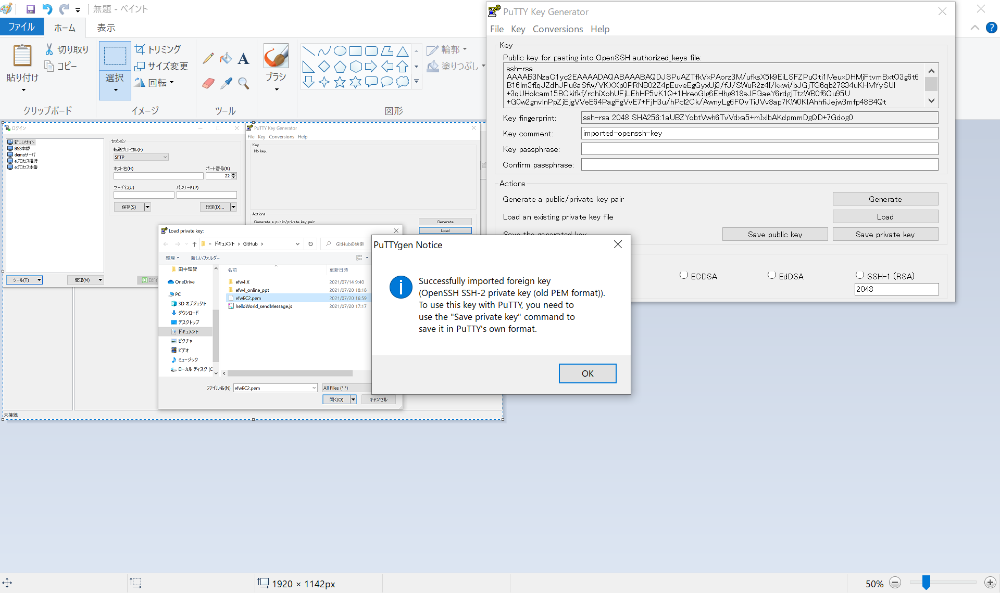 無題 - ペイント
ファイル
ホーム
表示
貼り付け
切り取り
コピー
クリップボード
選択
トリミング
サイズ変更
回転
イメージ
ツール
ブラシ
図形
輪郭
塗りつぶし
ログイン
新しいサイト
BSS本番
demoサーバ
eプロセス維持
eプロセス本番
セッション
転送プロトコル(F)
SFTP
ホスト名(H)
ポート番号(R)
22
ユーザ名(U)
パスワード(P)
保存(S)
設定(D)...
ツール(T)
管理(M)
未接続
PuTTY Key Generator
File Key Conversions Help
Key
No key.
Actions
Generate a public/private key pair
Generate
Load
Load private key:
« ドキュメント › GitHub ›
GitHubの検索
整理
新しいフォルダー
田中理智
OneDrive
PC
3D オブジェクト
ダウンロード
デスクトップ
ドキュメント
ピクチャ
ビデオ
ミュージック
ローカル ディスク (C
名前
更新日時
efw4.X
2021/07/14 9:40
efw4_online_ppt
2021/07/20 18:18
efwEC2.pem
2021/07/20 16:59
helloWorld_sendMessage.js
2021/07/20 17:17
ファイル名(N):
efwEC2.pem
All Files (*.*)
開く(O)
キャンセル
PuTTY Key Generator
File Key Conversions Help
Key
Public key for pasting into OpenSSH authorized_keys file:
ssh-rsa
Key fingerprint:
ssh-rsa 2048 SHA256:1aUBZYobtVwh6TvVdxa5+mIxlbAKdpmmDgQD+7Gdog0
Key comment:
imported-openssh-key
Key passphrase:
Confirm passphrase:
Actions
Generate a public/private key pair
Generate
Load an existing private key file
Load
Save the generated key
Save public key
Save private key
ECDSA
EdDSA
SSH-1 (RSA)
2048
PuTTYgen Notice
Successfully imported foreign key
(OpenSSH SSH-2 private key (old PEM format)).
To use this key with PuTTY, you need to
use the "Save private key" command to
save it in PuTTY's own format.
OK
1920 × 1142px
50%